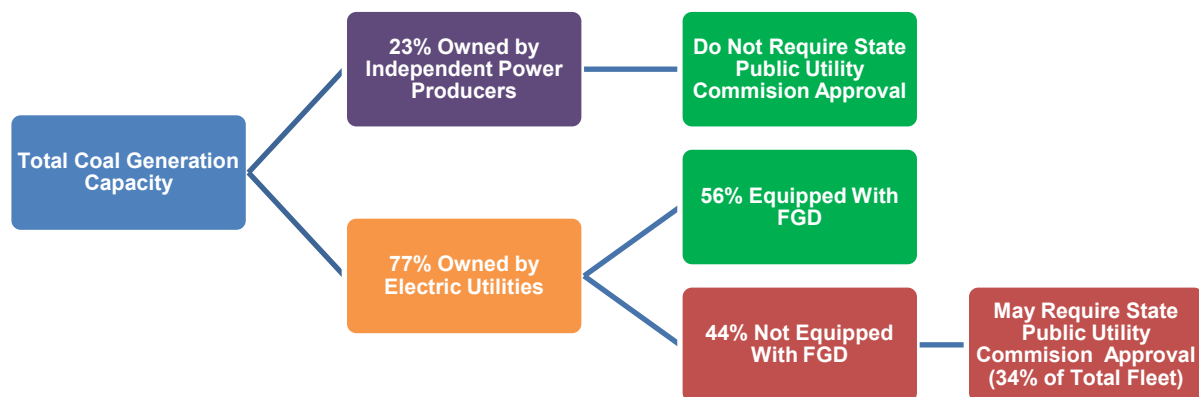 23% Owned by
Independent Power
Producers
Do Not Require State
Public Utility
Commision Approval
Total Coal Generation
Capacity
56% Equipped With
FGD
77% Owned by
Electric Utilities
44% Not Equipped
With FGD
May Require State
Public Utility
Commision Approval
(34% of Total Fleet)